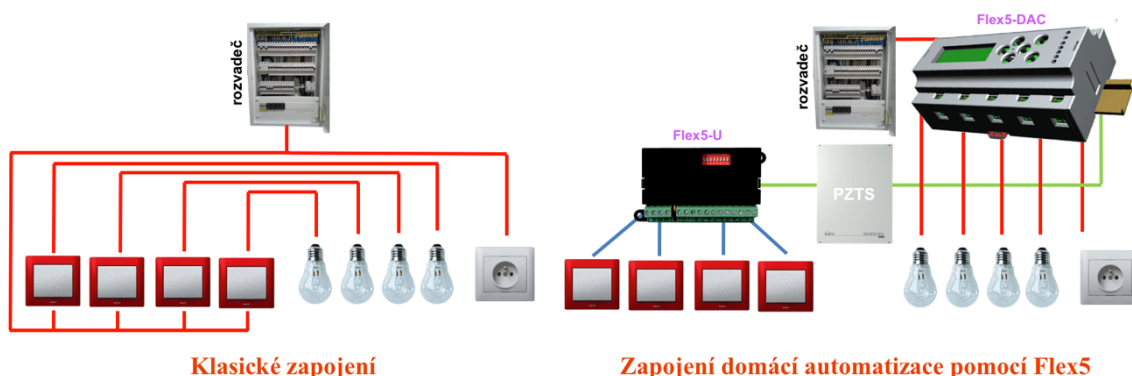 rozvaděč
Klasické zapojení
Flex5-DAC
rozvaděč
Flex5-U
PZTS
Zapojení domácí automatizace pomocí Flex5